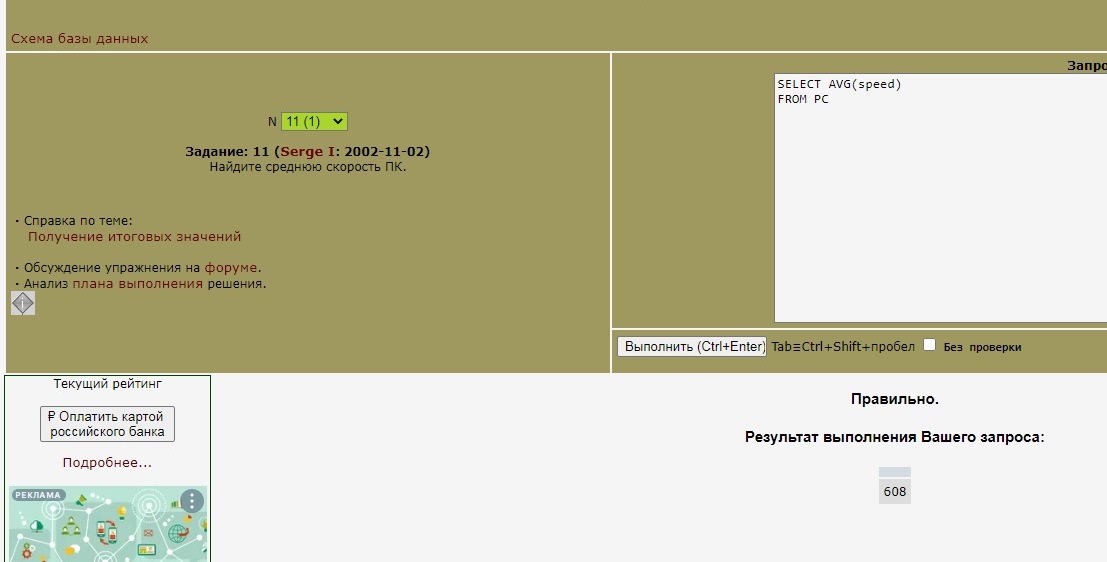 Схема базы данных
N 11 (1)
Задание: 11 (Serge I: 2002-11-02)
Найдите среднюю скорость ПК.
· Справка по теме:
Получение итоговых значений
· Обсуждение упражнения на форуме.
· Анализ плана выполнения решения.
Запро
SELECT AVG(speed)
FROM PC
Выполнить (Ctrl+Enter) Tab≡Ctrl+Shift+пробел Без проверки
Текущий рейтинг
₽ Оплатить картой
российского банка
Подробнее...
РЕКЛАМА
Правильно.
Результат выполнения Вашего запроса:
608